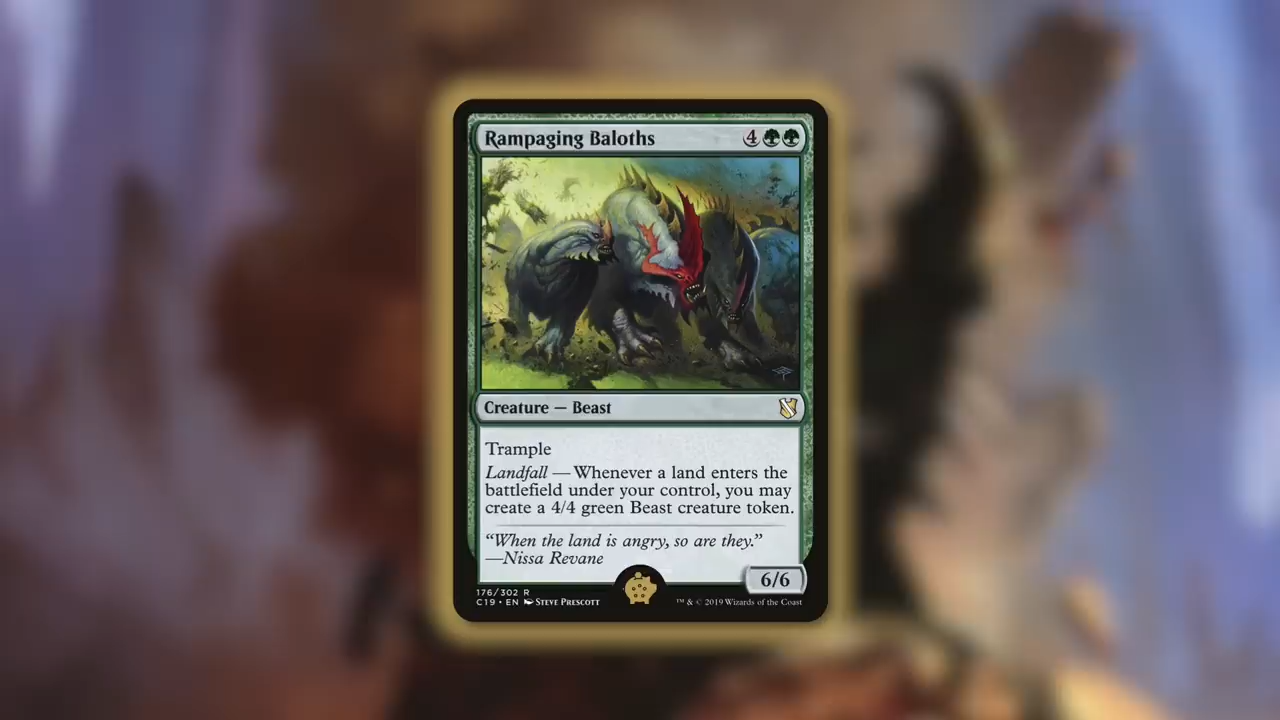 Rampaging Baloths 4
Creature — Beast
Trample
Landfall — Whenever a land enters the
battlefield under your control, you may
create a 4/4 green Beast creature token.
“When the land is angry, so are they.”
—Nissa Revane
6/6
176/302 R
C19 • EN Steve Prescott
™ & © 2019 Wizards of the Coast